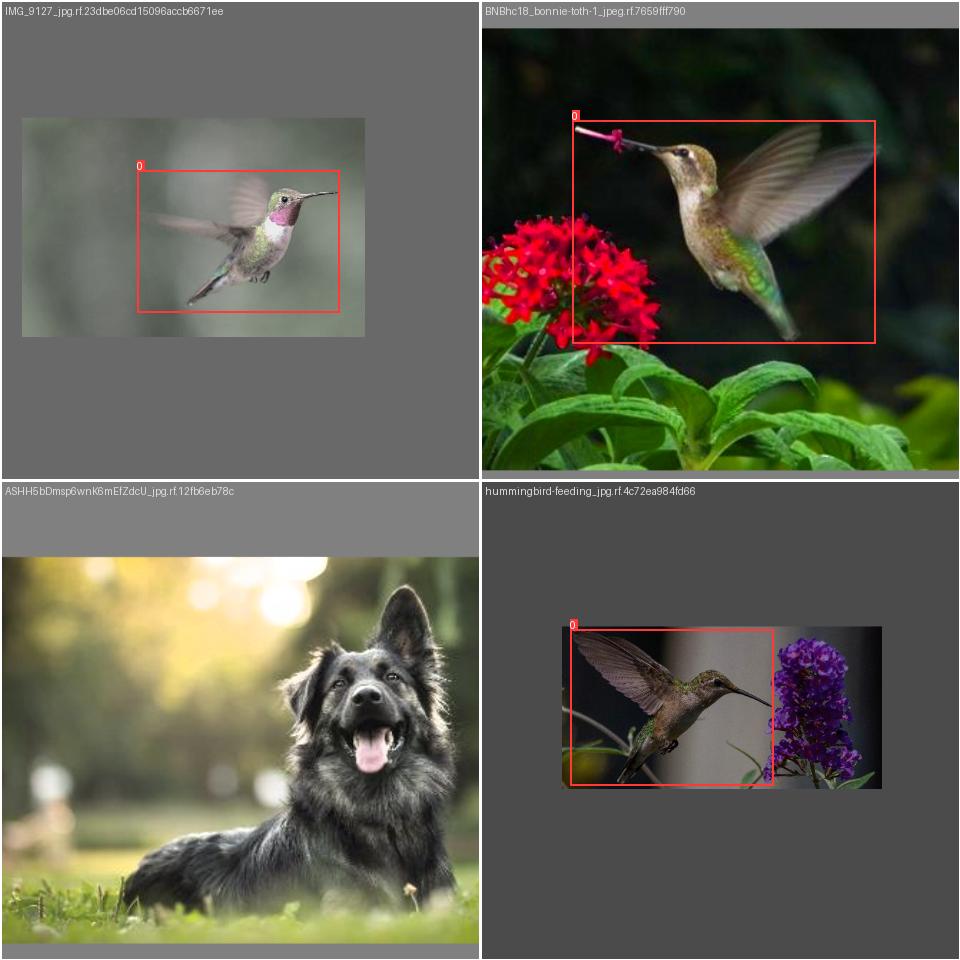 IMG_9127_jpg.rf.23dbe06cd15096accb6671ee
BNBhc18_bonnie-toth-1_jpeg.rf.7659fff790
0
0
ASHH5bDmsp6wnK6mEfZdcU_jpg.rf.12fb6eb78c
hummingbird-feeding_jpg.rf.4c72ea984fd66
0